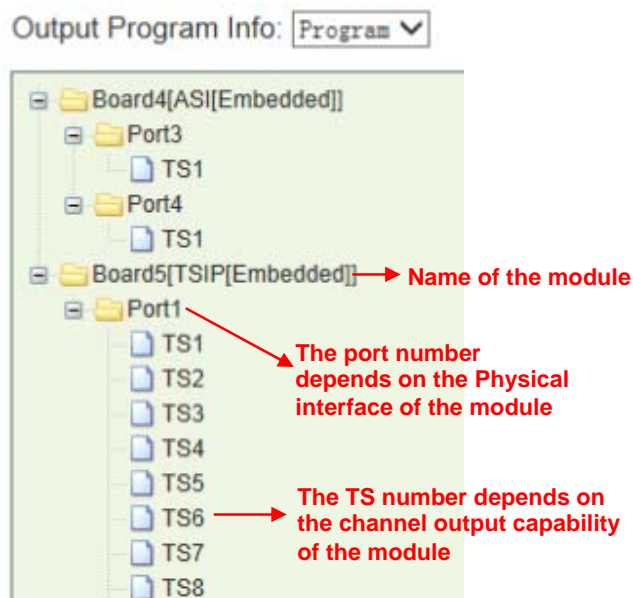 Output Program Info: Program
Board4[ASI[Embedded]]
Port3
TS1
Port4
TS1
Board5[TSIP[Embedded]]
Name of the module
Port1
TS1
The port number
depends on the Physical
interface of the module
TS2
TS3
TS4
TS5
The TS number depends on
the channel output capability
of the module
TS6
TS7
TS8